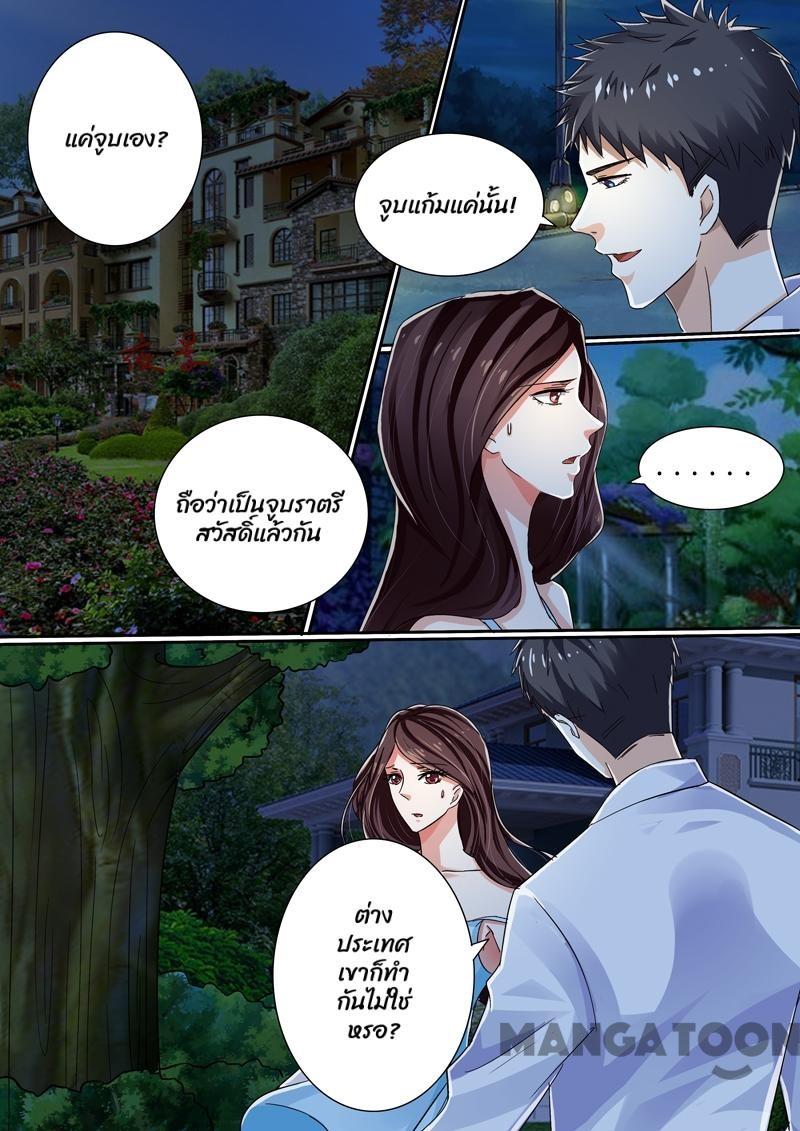 แค่จูบเอง?
จูบแก้มแค่นั้น!
ถือว่าเป็นจูบราตรี
สวัสดิ์แล้วกัน
......
ต่าง
ประเทศ
เขาก็ทำ
กันไม่ใช่
หรอ?
MANGATOON